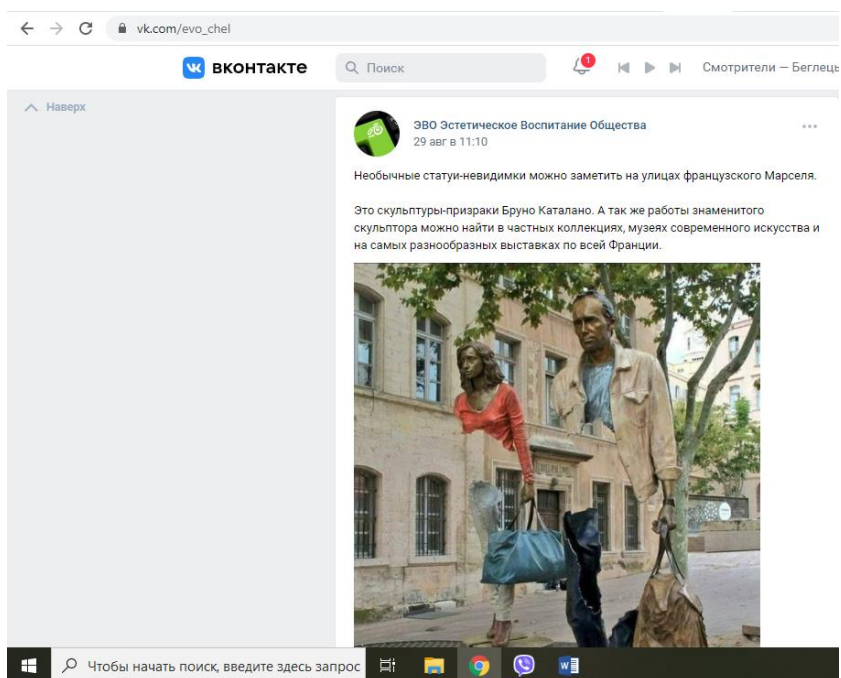 vk.com/evo_chel
ВКОНТАКТЕ
Поиск
1
Смотрители — Беглецы
Наверх
ЭВО Эстетическое Воспитание Общества
29 авг в 11:10
Необычные статуи-невидимки можно заметить на улицах французского Марселя.
Это скульптуры-призраки Бруно Каталано. А так же работы знаменитого
скульптора можно найти в частных коллекциях, музеях современного искусства и
на самых разнообразных выставках по всей Франции.
Чтобы начать поиск, введите здесь запрос